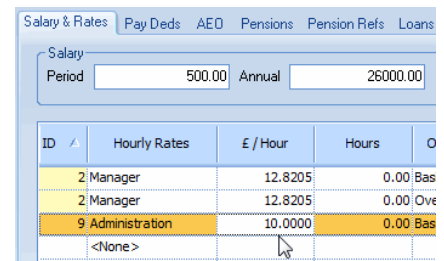 Salary & Rates Pay Deds AEO Pensions Pension Refs Loans
Salary
Period 500.00 Annual 26000.00
ID Hourly Rates £ / Hour Hours O
2 Manager 12.8205 0.00 Bas
2 Manager 12.8205 0.00 Ove
9 Administration 10.0000 0.00 Bas
<None>